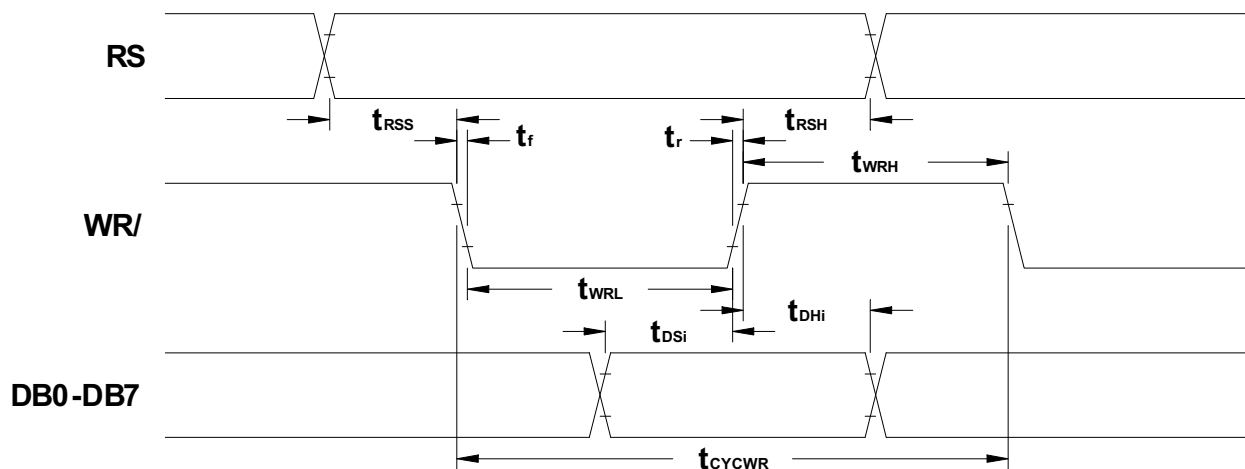 RS
tRSS
tRSH
tf
tr
tWRH
WR/
tWRL
tDHi
tDSi
DB0-DB7
tCYCWR